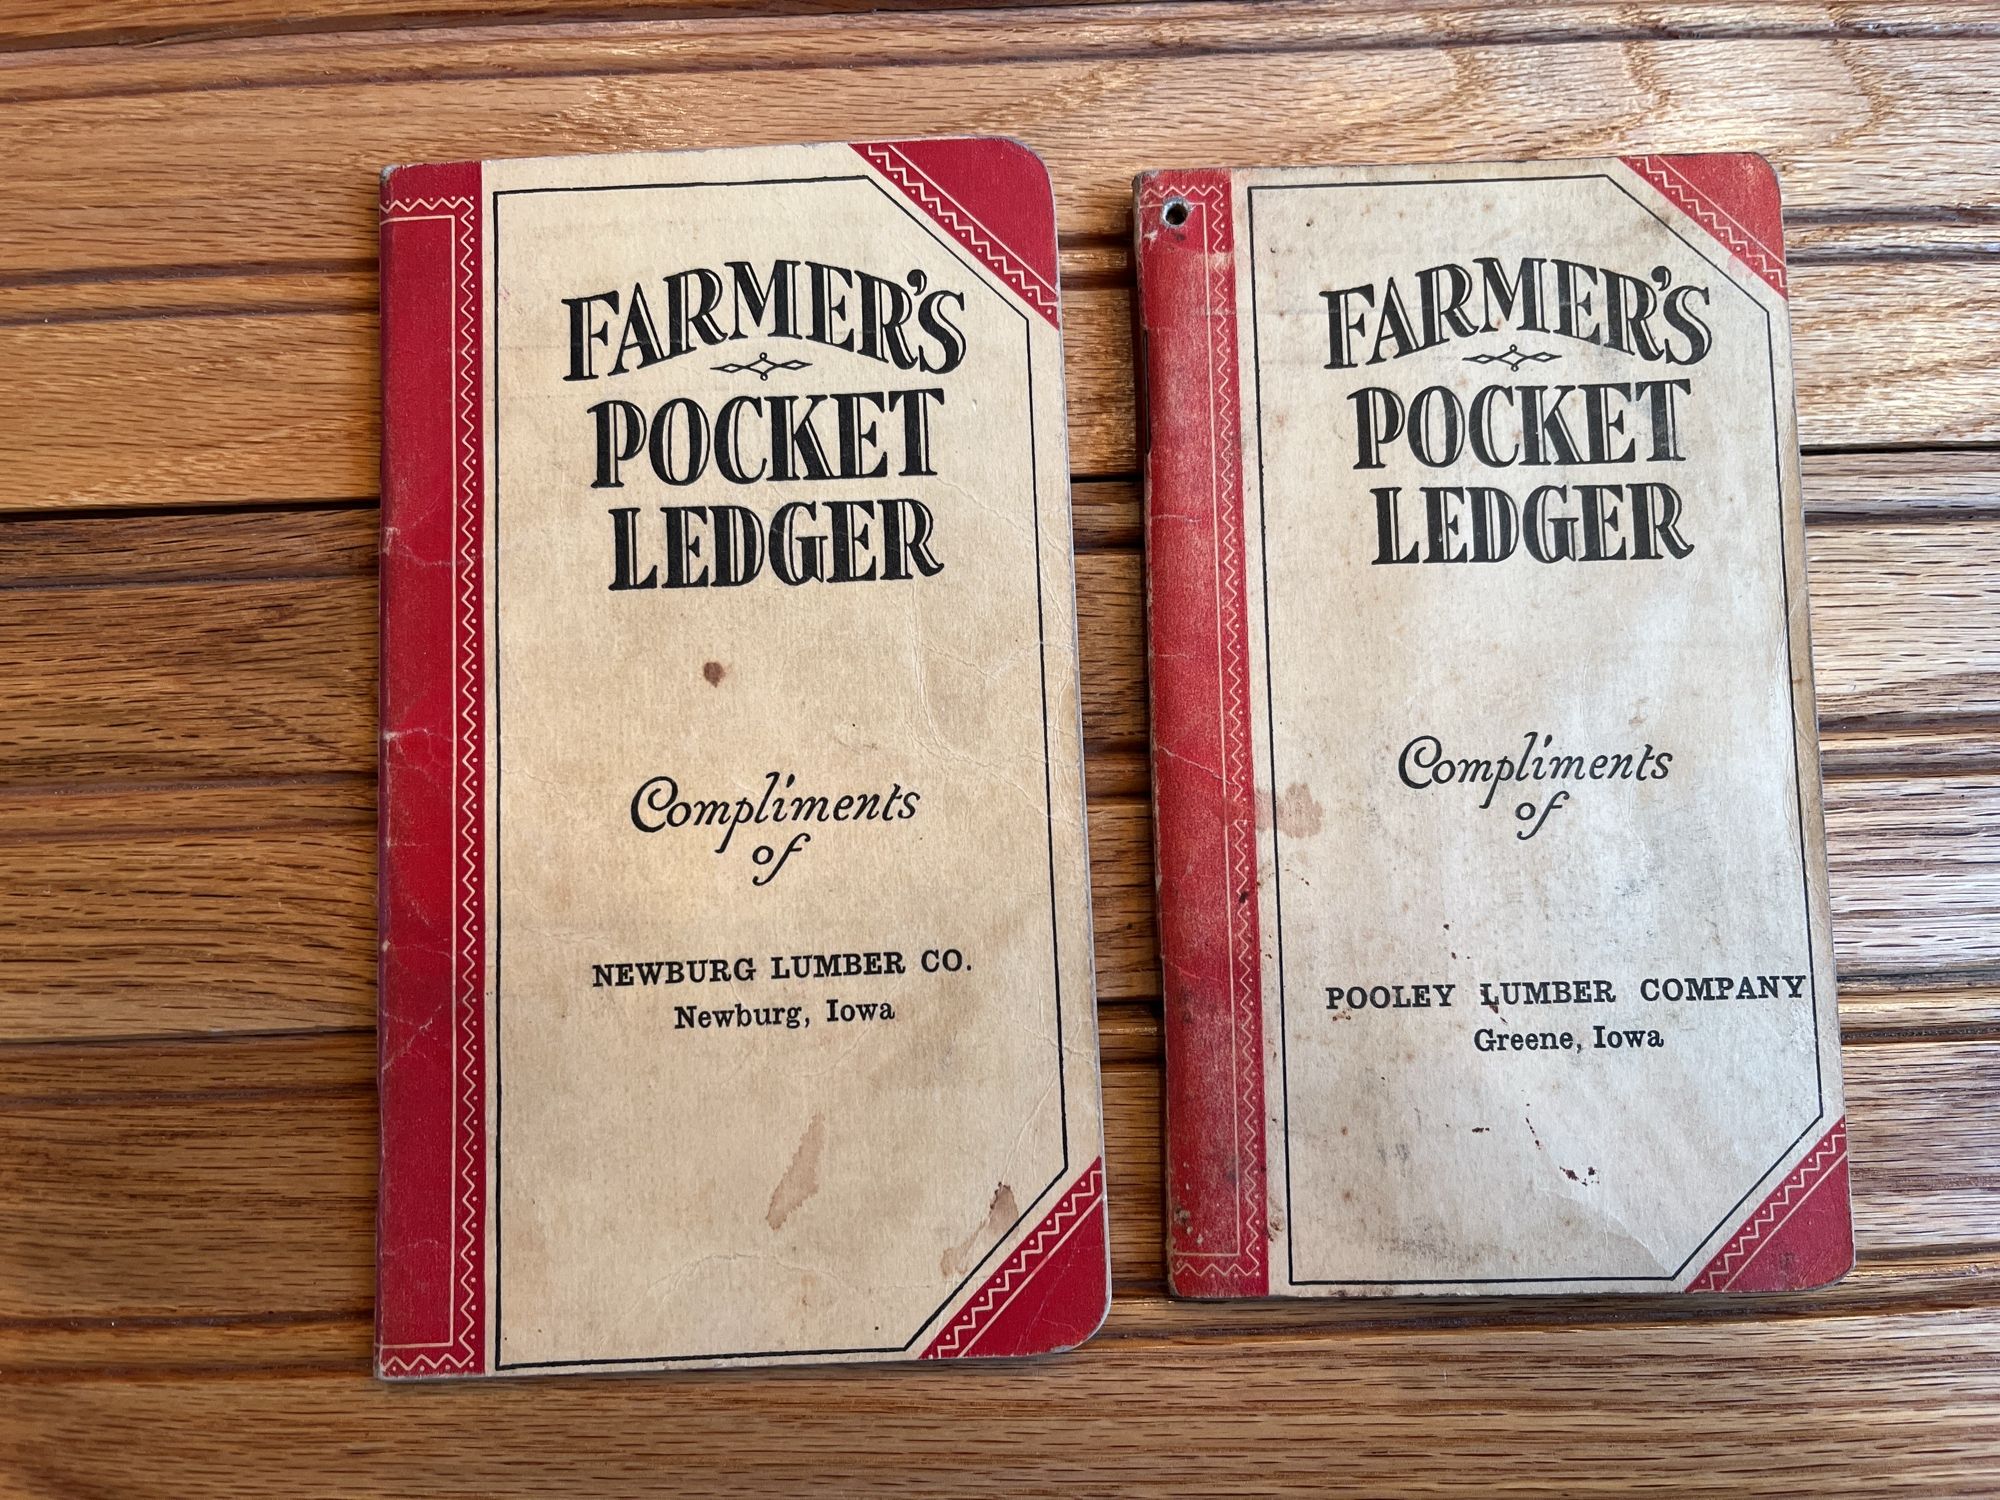 FARMER'S
POCKET
LEDGER
Compliments
of
NEWBURG LUMBER CO.
Newburg, Iowa
FARMER'S
POCKET
LEDGER
Compliments
of
POOLEY LUMBER COMPANY
Greene, Iowa